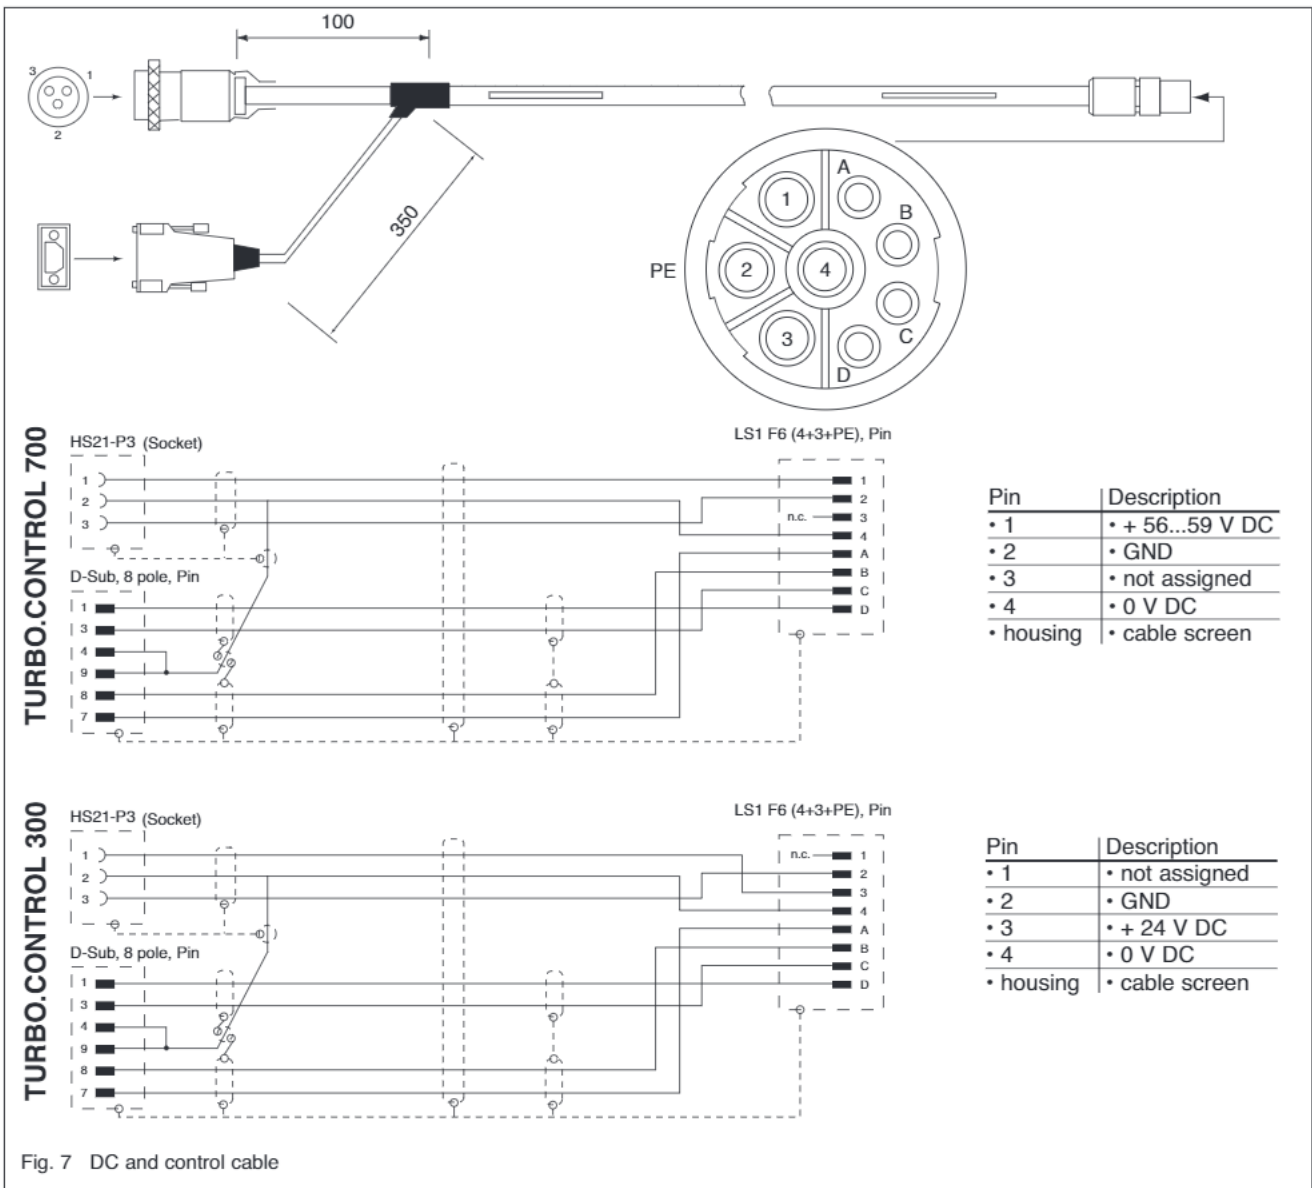 100
3
1
2
350
PE
1
2
3
4
A
B
C
D
TURBO.CONTROL 700
HS21-P3 (Socket)
1
2
3
D-Sub, 8 pole, Pin
1
3
4
9
8
7
LS1 F6 (4+3+PE), Pin
1
2
n.c. 3
4
A
B
C
D
Pin Description
• 1 • + 56...59 V DC
• 2 • GND
• 3 • not assigned
• 4 • 0 V DC
• housing • cable screen
TURBO.CONTROL 300
HS21-P3 (Socket)
1
2
3
D-Sub, 8 pole, Pin
1
3
4
9
8
7
LS1 F6 (4+3+PE), Pin
n.c. 1
2
3
4
A
B
C
D
Pin Description
• 1 • not assigned
• 2 • GND
• 3 • + 24 V DC
• 4 • 0 V DC
• housing • cable screen
Fig. 7 DC and control cable